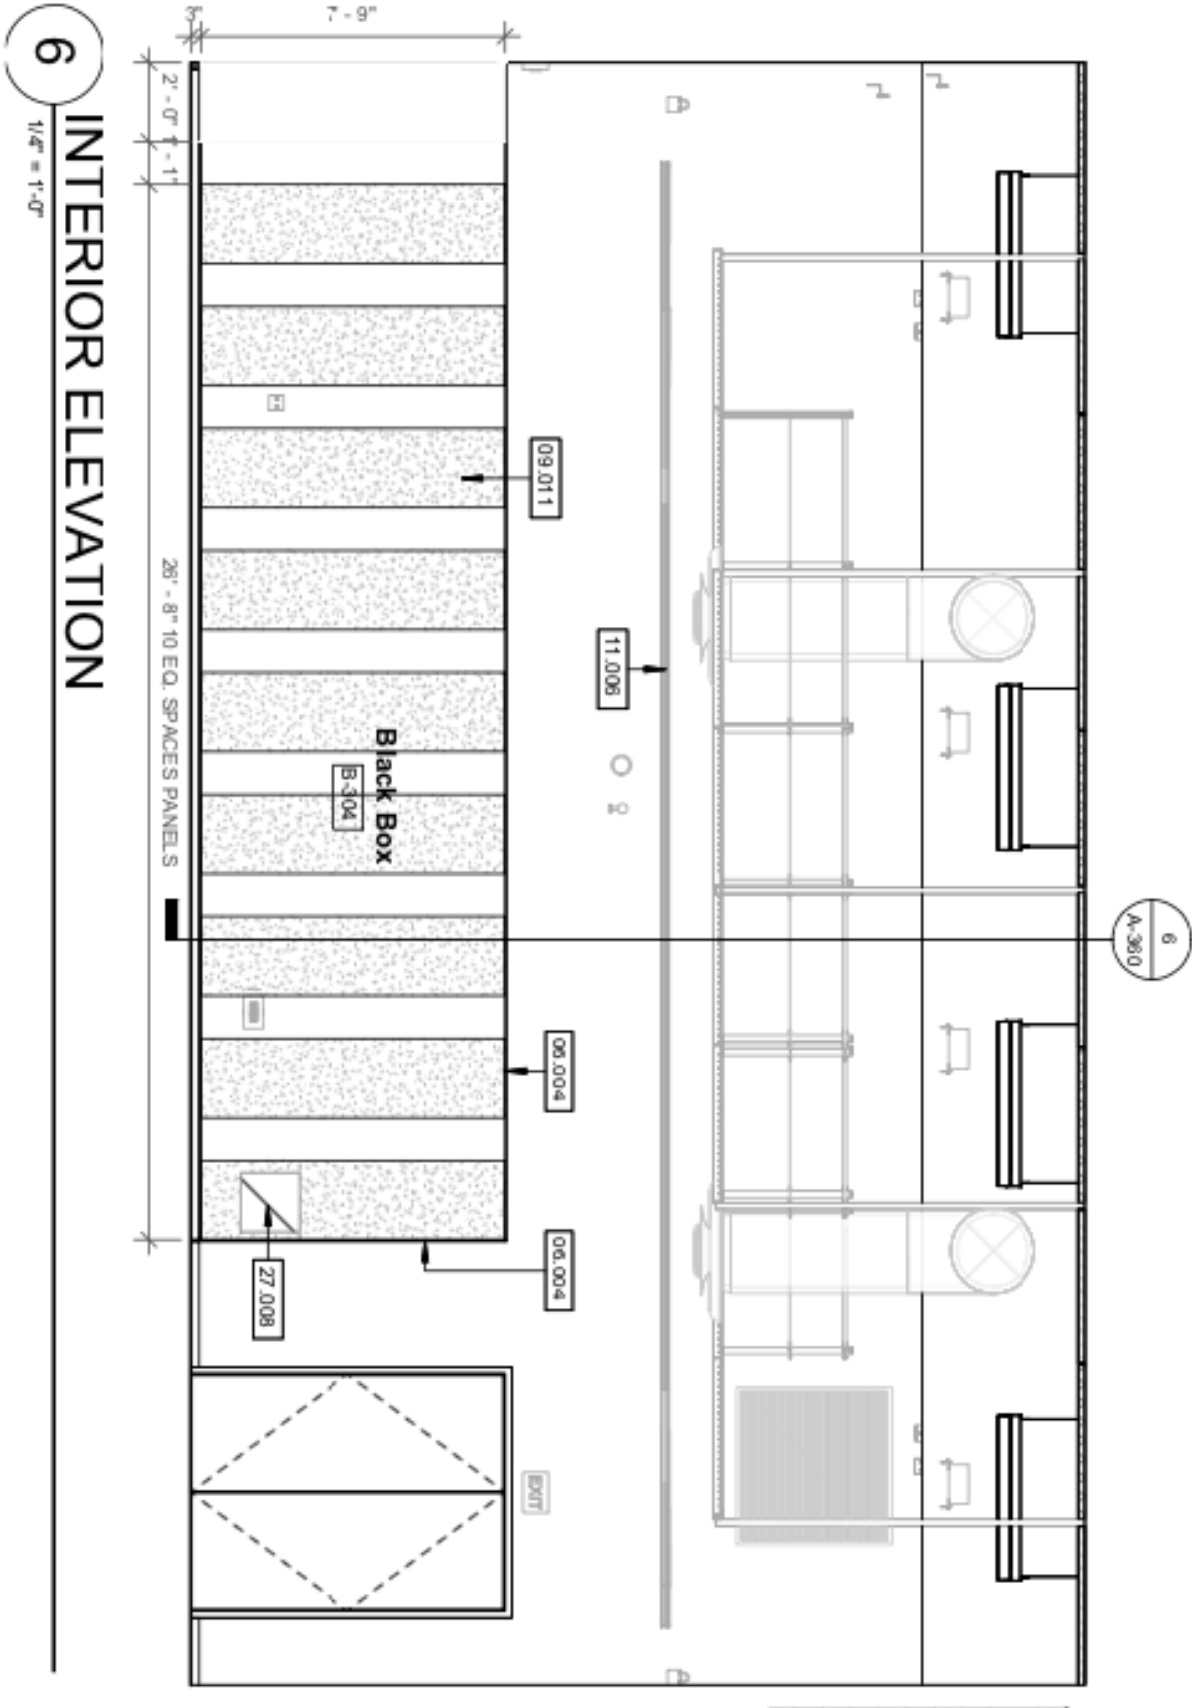 6
A-360
11.006
09.011
06.004
06.004
27.008
EXIT
Black Box
B-304
7' - 9"
2' - 0"
1' - 1"
26' - 8" 10 EQ. SPACES PANELS
6
INTERIOR ELEVATION
1/4" = 1'-0"